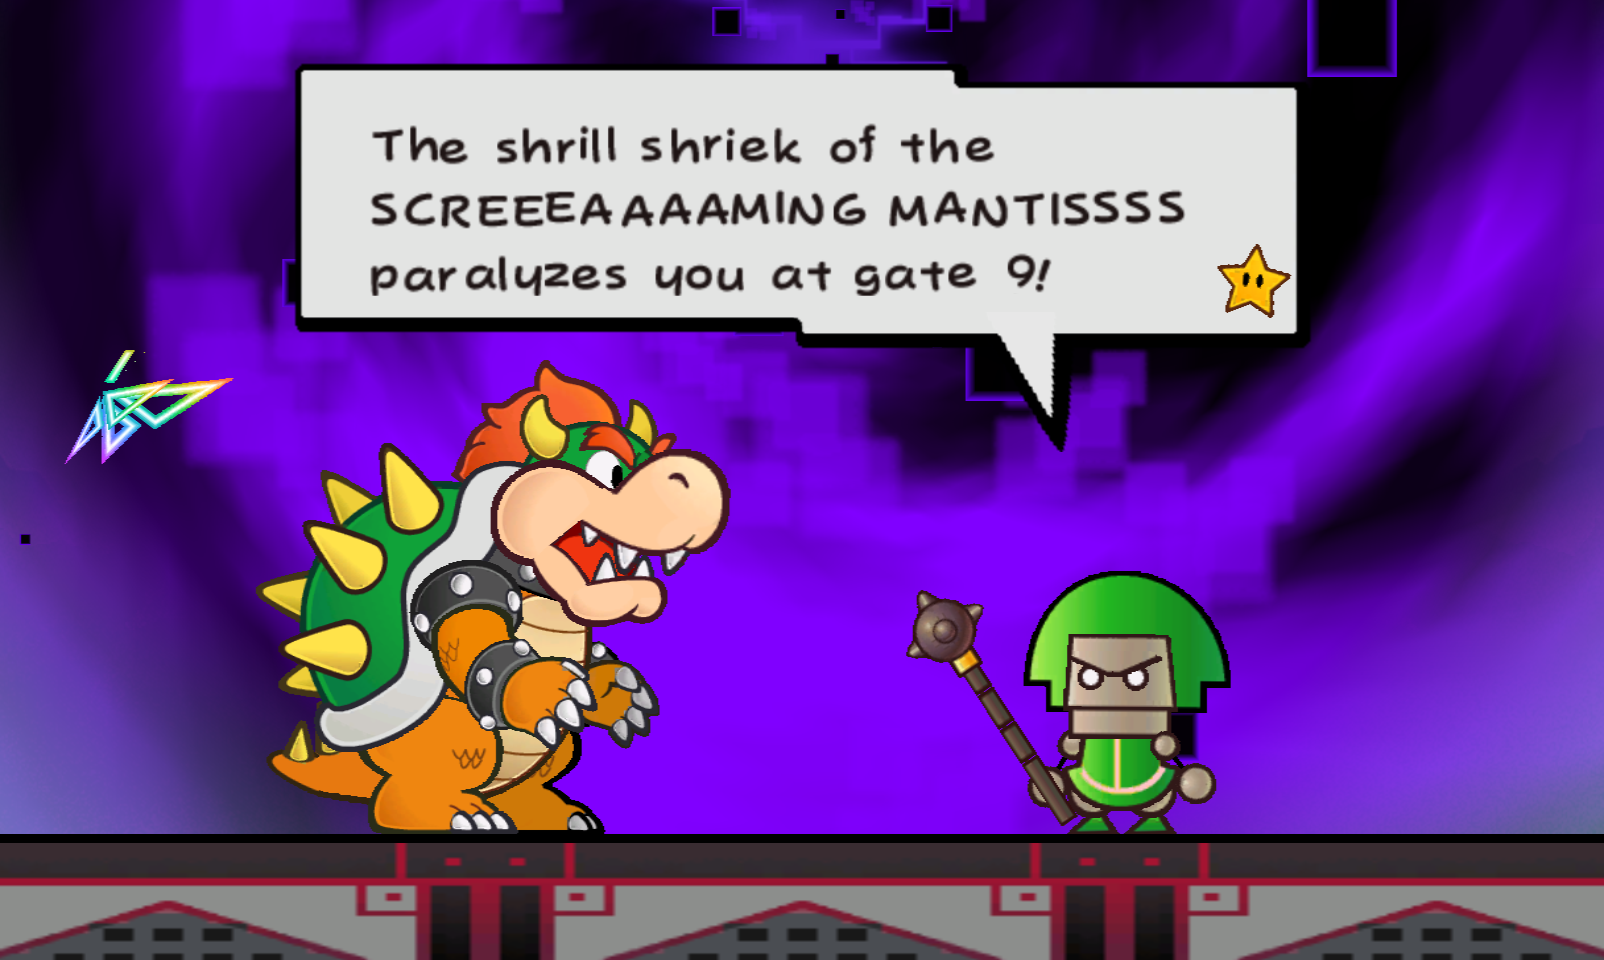 The shrill shriek of the
SCREEEAAAAMING MANTISSSS
paralyzes you at gate 9!